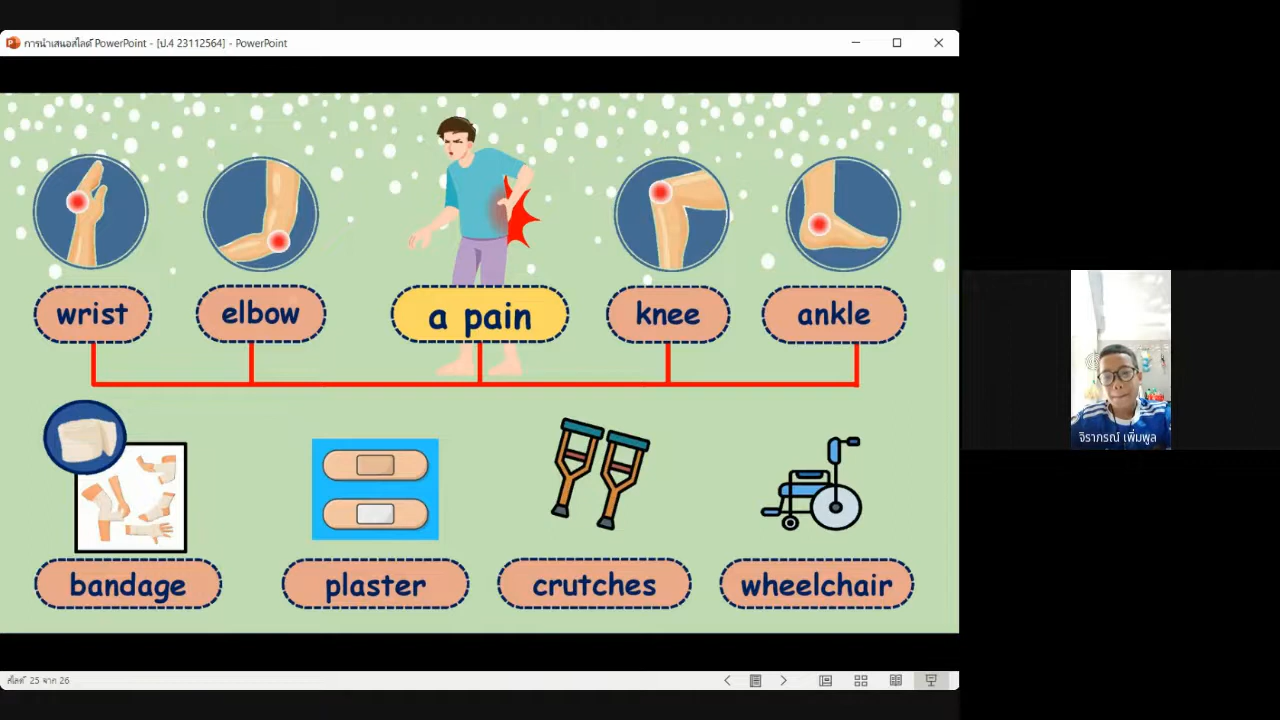 การนำเสนอสไลด์ PowerPoint - [ป.4 23112564] - PowerPoint
wrist
elbow
a pain
knee
ankle
bandage
plaster
crutches
wheelchair
จิราภรณ์ เพิ่มพูล
สไลด์ 25 จาก 26